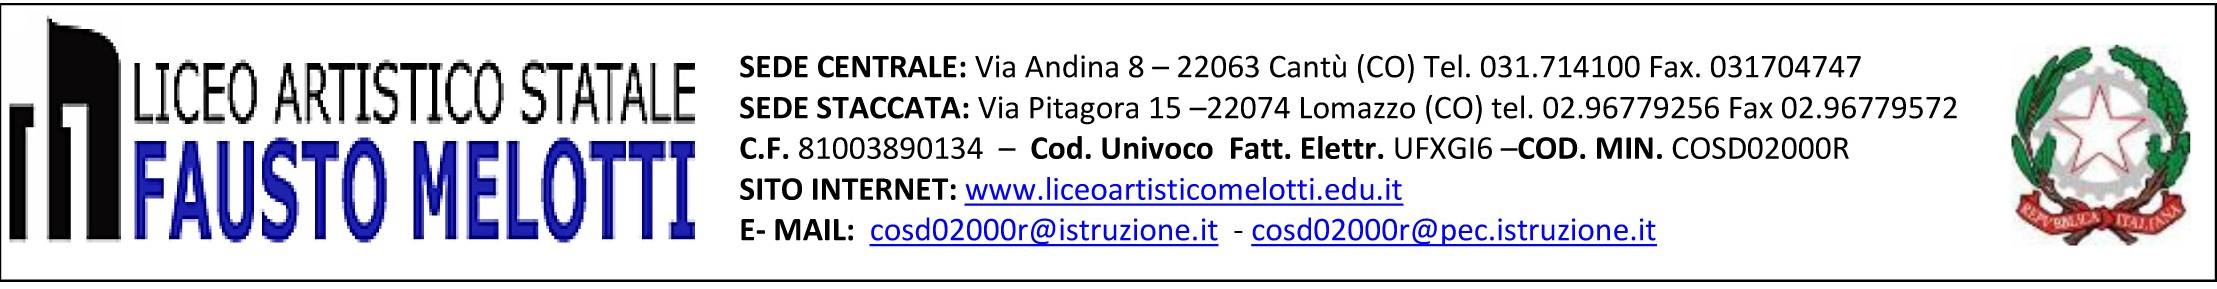 LICEO ARTISTICO STATALE
FAUSTO MELOTTI
SEDE CENTRALE: Via Andina 8 – 22063 Cantù (CO) Tel. 031.714100 Fax. 031704747
SEDE STACCATA: Via Pitagora 15 –22074 Lomazzo (CO) tel. 02.96779256 Fax 02.96779572
C.F. 81003890134 – Cod. Univoco Fatt. Elettr. UFXGI6 –COD. MIN. COSD02000R
SITO INTERNET: www.liceoartisticomelotti.edu.it
E- MAIL: cosd02000r@istruzione.it - cosd02000r@pec.istruzione.it
REPVBBLICA ITALIANA